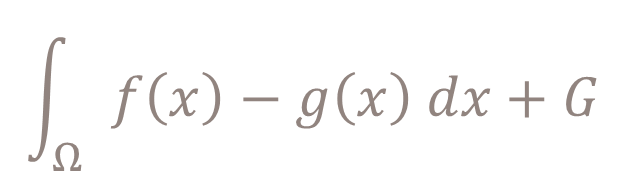 ∫_Ω f(x) − g(x) dx + G